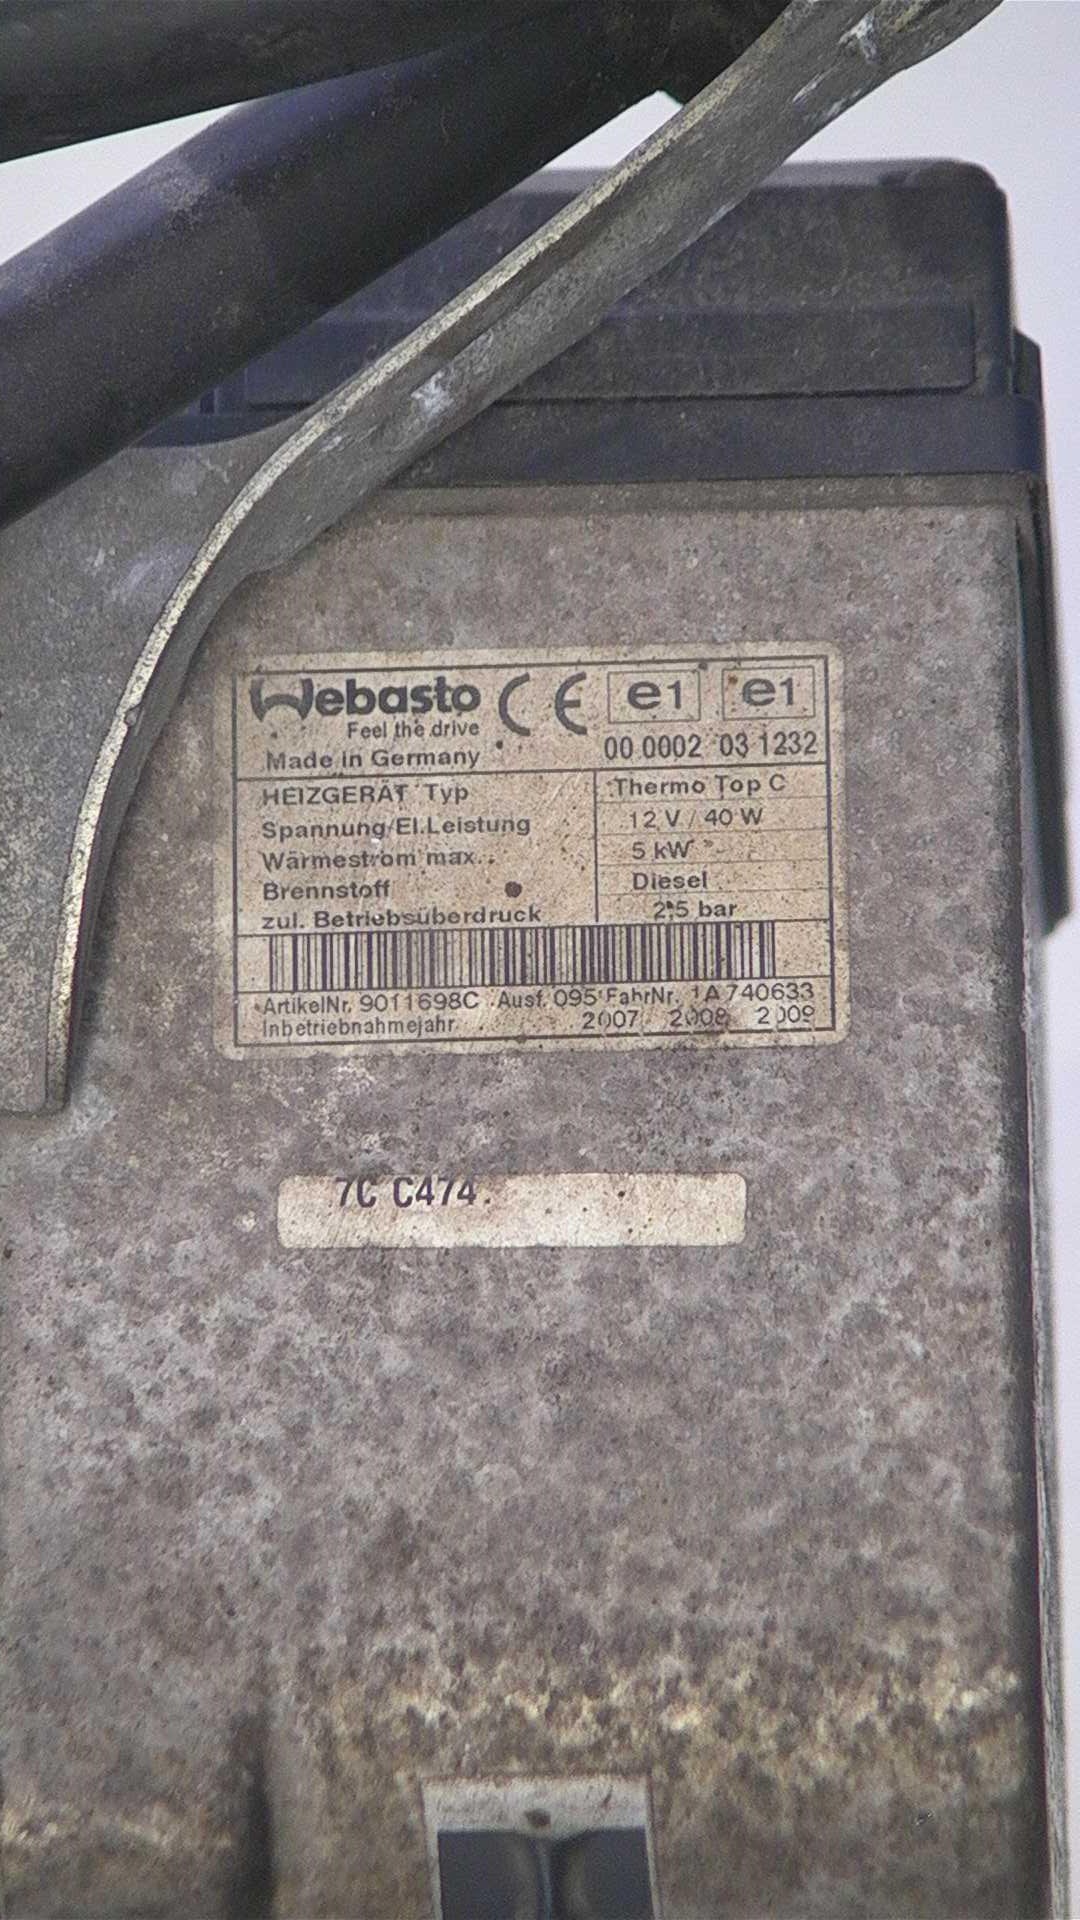 Webasto CE e1 e1
Feel the drive
Made in Germany 00 0002 03 1232
HEIZGERÄT Typ Thermo Top C
Spannung/El.Leistung 12 V / 40 W
Wärmestrom max. 5 kW
Brennstoff Diesel
zul. Betriebsüberdruck 2.5 bar
ArtikelNr. 9011698C Ausf. 095 FahrNr. 1A740633
Inbetriebnahmejahr 2007 2008 2009
7C C474